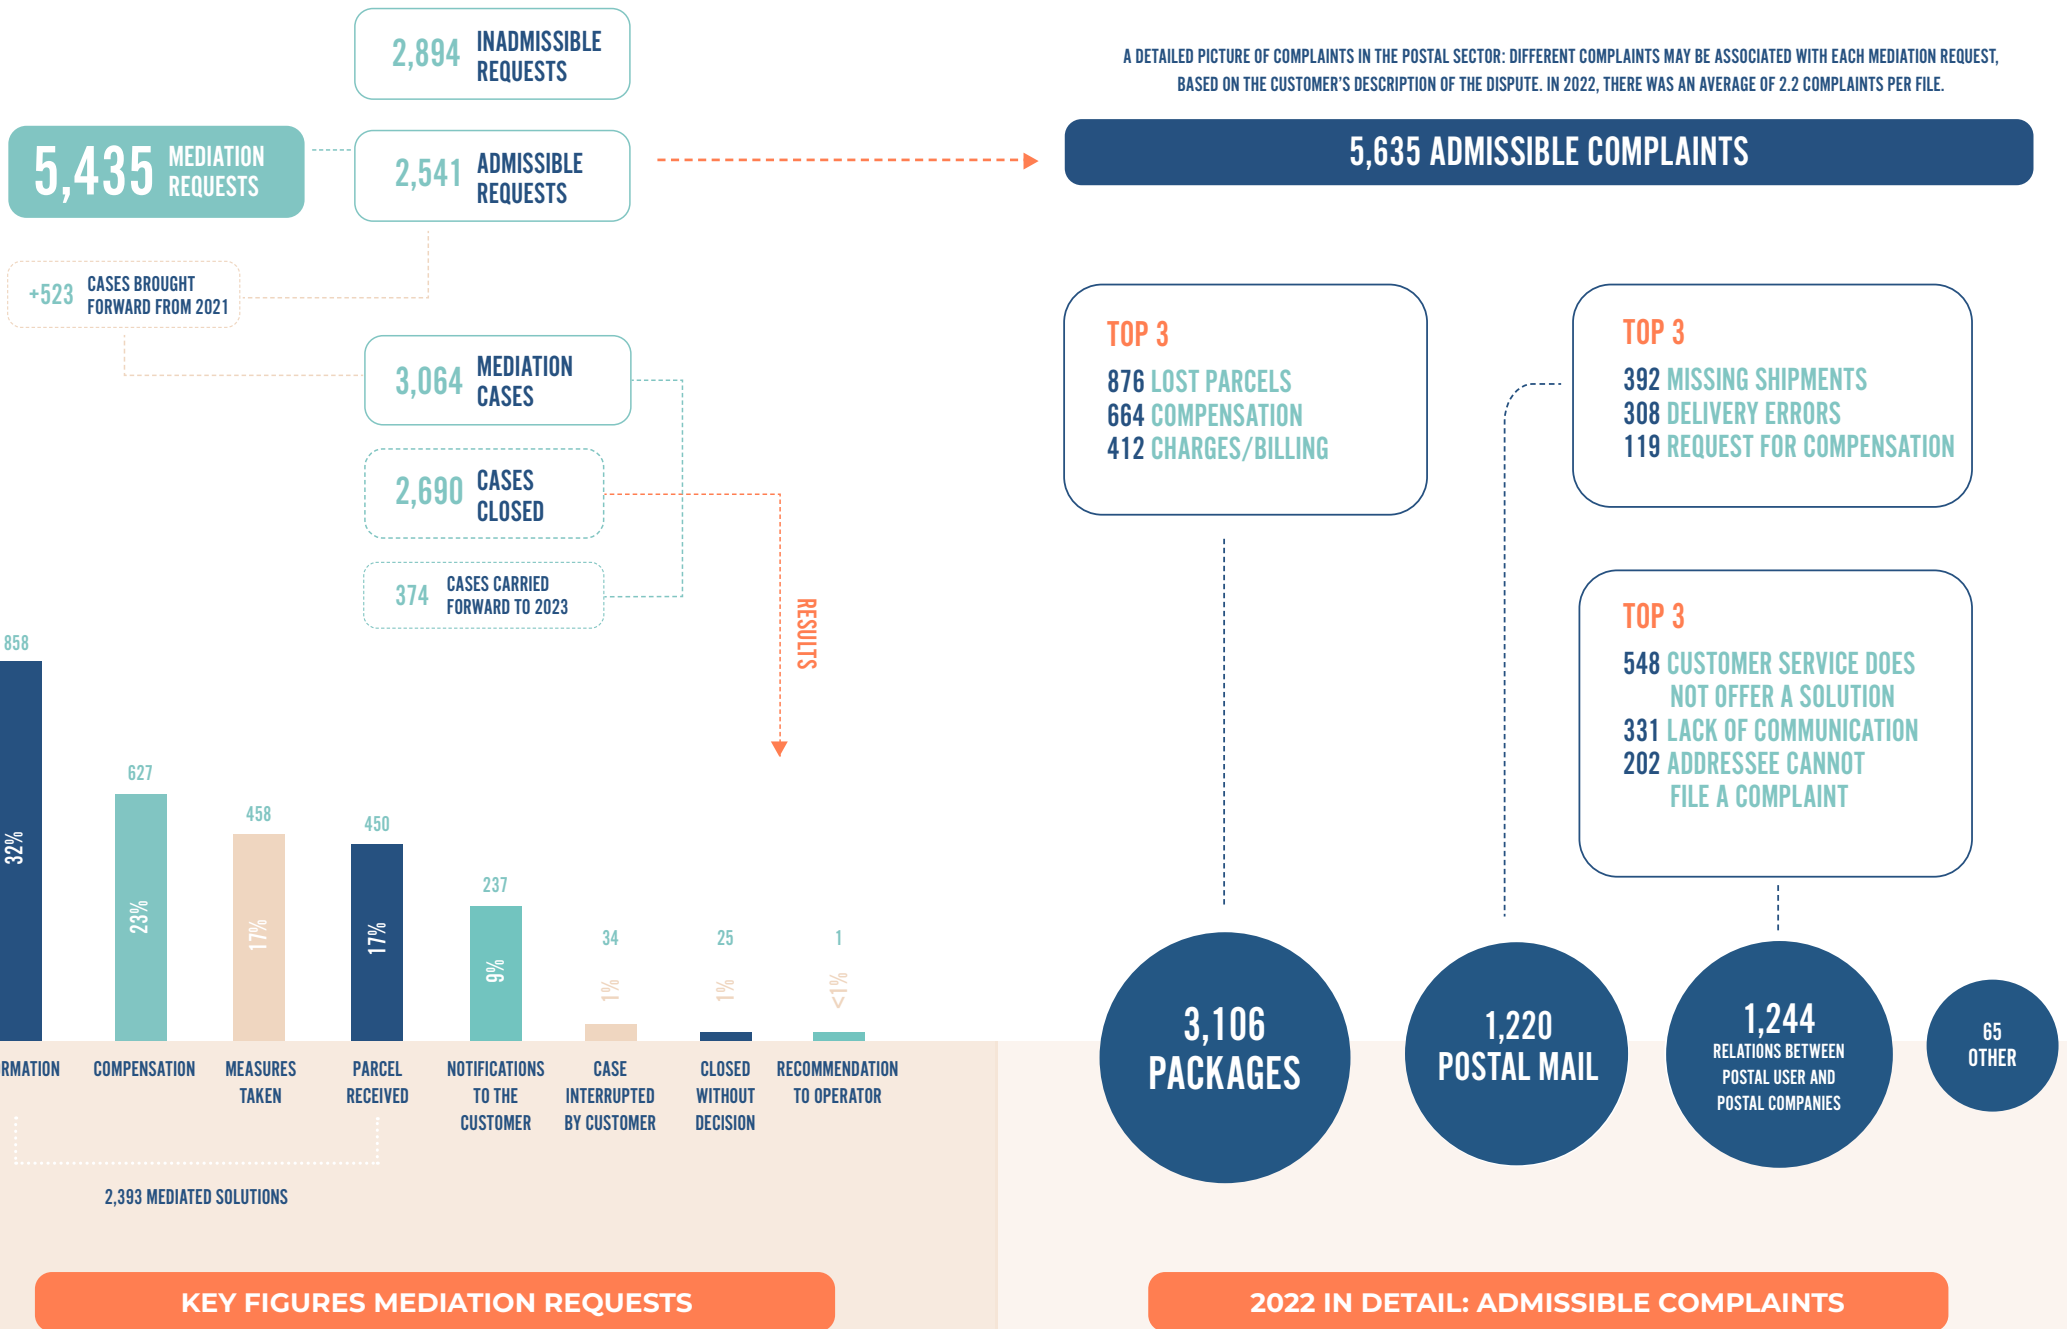 2,894 INADMISSIBLE
REQUESTS
5,435 MEDIATION
REQUESTS
2,541 ADMISSIBLE
REQUESTS
+523 CASES BROUGHT
FORWARD FROM 2021
3,064 MEDIATION
CASES
2,690 CASES
CLOSED
374 CASES CARRIED
FORWARD TO 2023
RESULTS
858
627
458
450
237
34
25
1
32%
23%
17%
17%
9%
1%
1%
<1%
RMATION
COMPENSATION
MEASURES
TAKEN
PARCEL
RECEIVED
NOTIFICATIONS
TO THE
CUSTOMER
CASE
INTERRUPTED
BY CUSTOMER
CLOSED
WITHOUT
DECISION
RECOMMENDATION
TO OPERATOR
2,393 MEDIATED SOLUTIONS
KEY FIGURES MEDIATION REQUESTS
A DETAILED PICTURE OF COMPLAINTS IN THE POSTAL SECTOR: DIFFERENT COMPLAINTS MAY BE ASSOCIATED WITH EACH MEDIATION REQUEST,
BASED ON THE CUSTOMER'S DESCRIPTION OF THE DISPUTE. IN 2022, THERE WAS AN AVERAGE OF 2.2 COMPLAINTS PER FILE.
5,635 ADMISSIBLE COMPLAINTS
TOP 3
876 LOST PARCELS
664 COMPENSATION
412 CHARGES/BILLING
TOP 3
392 MISSING SHIPMENTS
308 DELIVERY ERRORS
119 REQUEST FOR COMPENSATION
TOP 3
548 CUSTOMER SERVICE DOES
NOT OFFER A SOLUTION
331 LACK OF COMMUNICATION
202 ADDRESSEE CANNOT
FILE A COMPLAINT
3,106
PACKAGES
1,220
POSTAL MAIL
1,244
RELATIONS BETWEEN
POSTAL USER AND
POSTAL COMPANIES
65
OTHER
2022 IN DETAIL: ADMISSIBLE COMPLAINTS